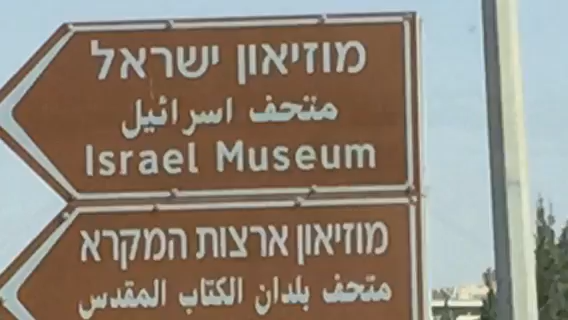 מוזיאון ישראל
متحف اسرائيل
Israel Museum
מוזיאון ארצות המקרא
متحف بلدان الكتاب المقدس